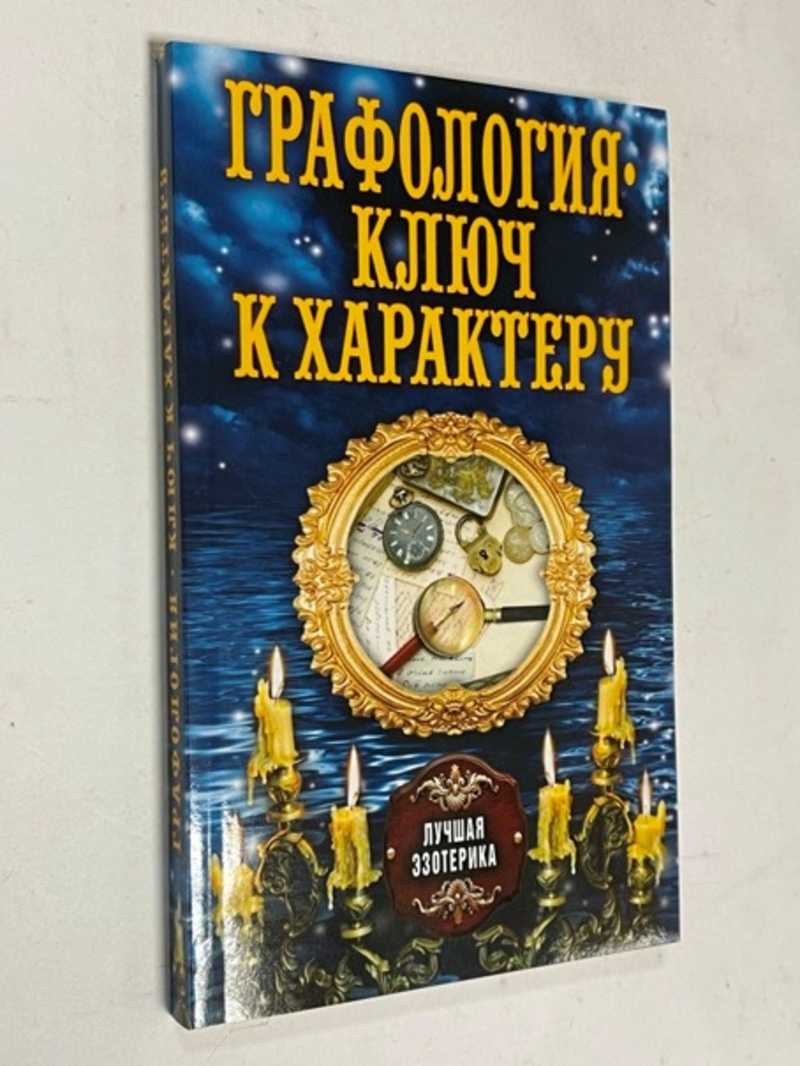 ГРАФОЛОГИЯ·
КЛЮЧ
К ХАРАКТЕРУ
ЛУЧШАЯ
ЭЗОТЕРИКА
ГРАФОЛОГИЯ · КЛЮЧ К ХАРАКТЕРУ